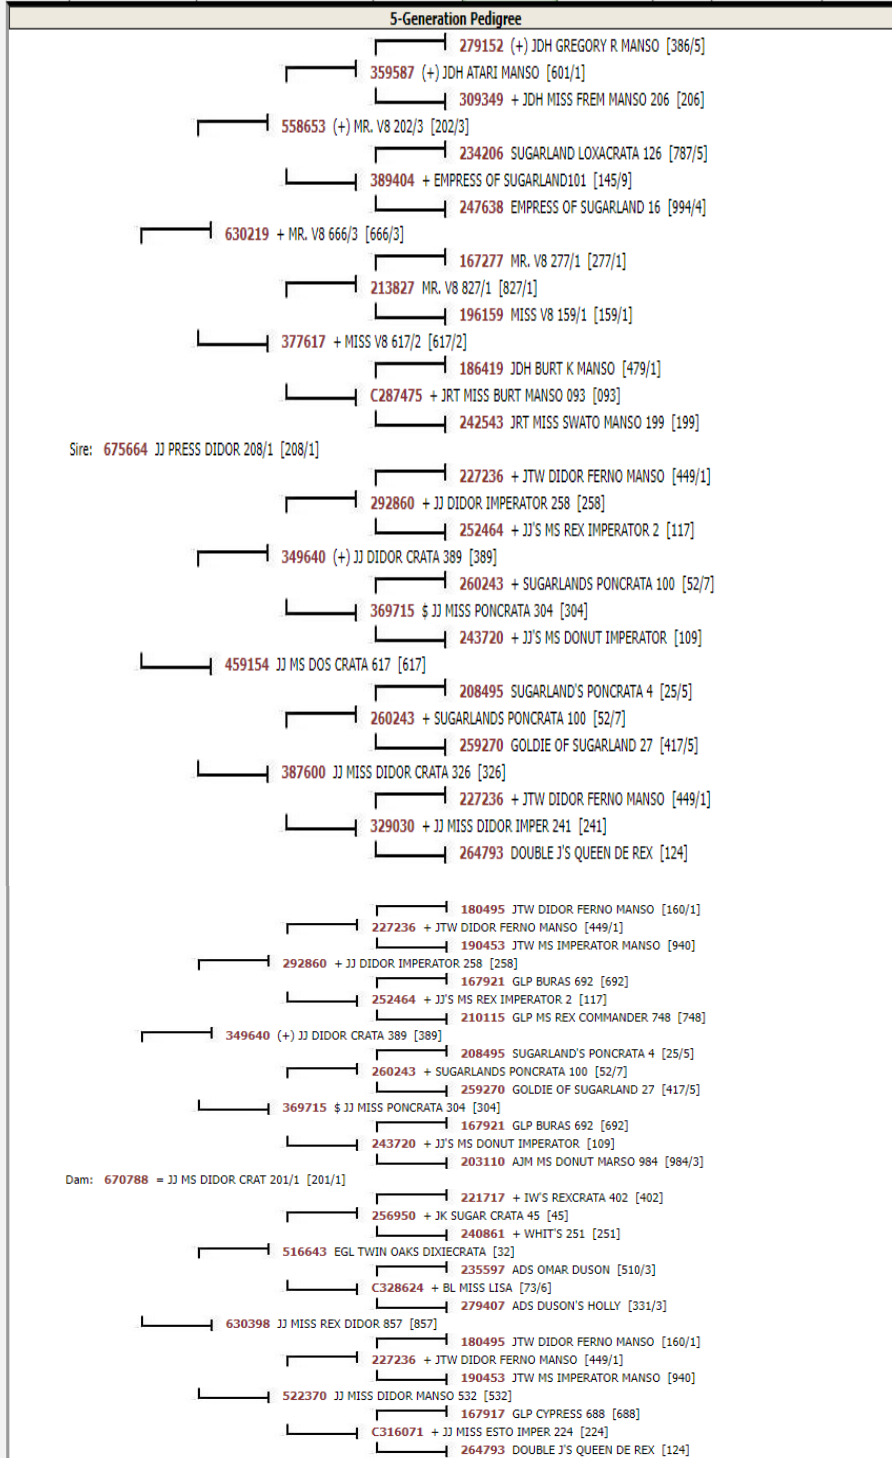 5-Generation Pedigree
279152 (+) JDH GREGORY R MANSO [386/5]
359587 (+) JDH ATARI MANSO [601/1]
309349 + JDH MISS FREM MANSO 206 [206]
558653 (+) MR. V8 202/3 [202/3]
234206 SUGARLAND LOXACRATA 126 [787/5]
389404 + EMPRESS OF SUGARLAND101 [145/9]
247638 EMPRESS OF SUGARLAND 16 [994/4]
630219 + MR. V8 666/3 [666/3]
167277 MR. V8 277/1 [277/1]
213827 MR. V8 827/1 [827/1]
196159 MISS V8 159/1 [159/1]
377617 + MISS V8 617/2 [617/2]
186419 JDH BURT K MANSO [479/1]
C287475 + JRT MISS BURT MANSO 093 [093]
242543 JRT MISS SWATO MANSO 199 [199]
Sire: 675664 JJ PRESS DIDOR 208/1 [208/1]
227236 + JTW DIDOR FERNO MANSO [449/1]
292860 + JJ DIDOR IMPERATOR 258 [258]
252464 + JJ'S MS REX IMPERATOR 2 [117]
349640 (+) JJ DIDOR CRATA 389 [389]
260243 + SUGARLANDS PONCRATA 100 [52/7]
369715 $ JJ MISS PONCRATA 304 [304]
243720 + JJ'S MS DONUT IMPERATOR [109]
459154 JJ MS DOS CRATA 617 [617]
208495 SUGARLAND'S PONCRATA 4 [25/5]
260243 + SUGARLANDS PONCRATA 100 [52/7]
259270 GOLDIE OF SUGARLAND 27 [417/5]
387600 JJ MISS DIDOR CRATA 326 [326]
227236 + JTW DIDOR FERNO MANSO [449/1]
329030 + JJ MISS DIDOR IMPER 241 [241]
264793 DOUBLE J'S QUEEN DE REX [124]
180495 JTW DIDOR FERNO MANSO [160/1]
227236 + JTW DIDOR FERNO MANSO [449/1]
190453 JTW MS IMPERATOR MANSO [940]
292860 + JJ DIDOR IMPERATOR 258 [258]
167921 GLP BURAS 692 [692]
252464 + JJ'S MS REX IMPERATOR 2 [117]
210115 GLP MS REX COMMANDER 748 [748]
349640 (+) JJ DIDOR CRATA 389 [389]
208495 SUGARLAND'S PONCRATA 4 [25/5]
260243 + SUGARLANDS PONCRATA 100 [52/7]
259270 GOLDIE OF SUGARLAND 27 [417/5]
369715 $ JJ MISS PONCRATA 304 [304]
167921 GLP BURAS 692 [692]
243720 + JJ'S MS DONUT IMPERATOR [109]
203110 AJM MS DONUT MARSO 984 [984/3]
Dam: 670788 = JJ MS DIDOR CRAT 201/1 [201/1]
221717 + IW'S REXCRATA 402 [402]
256950 + JK SUGAR CRATA 45 [45]
240861 + WHIT'S 251 [251]
516643 EGL TWIN OAKS DIXIECRATA [32]
235597 ADS OMAR DUSON [510/3]
C328624 + BL MISS LISA [73/6]
279407 ADS DUSON'S HOLLY [331/3]
630398 JJ MISS REX DIDOR 857 [857]
180495 JTW DIDOR FERNO MANSO [160/1]
227236 + JTW DIDOR FERNO MANSO [449/1]
190453 JTW MS IMPERATOR MANSO [940]
522370 JJ MISS DIDOR MANSO 532 [532]
167917 GLP CYPRESS 688 [688]
C316071 + JJ MISS ESTO IMPER 224 [224]
264793 DOUBLE J'S QUEEN DE REX [124]